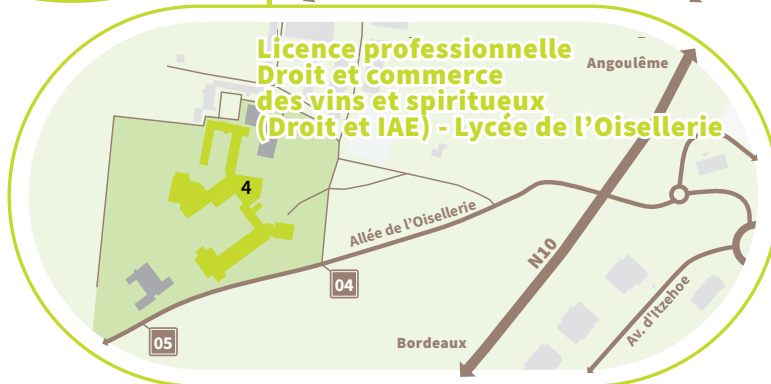 Licence professionnelle
Droit et commerce
des vins et spiritueux
(Droit et IAE) - Lycée de l’Oisellerie
Angoulême
4
Allée de l’Oisellerie
N10
04
Av. d'Itzehoe
05
Bordeaux